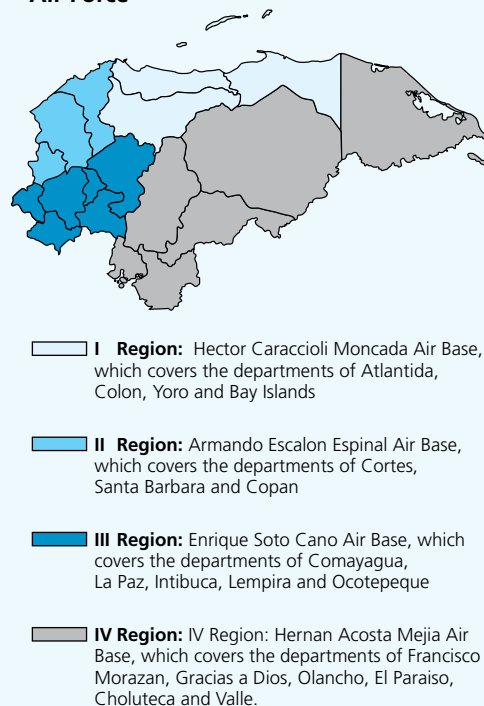 Air Force
I Region: Hector Caraccioli Moncada Air Base,
which covers the departments of Atlantida,
Colon, Yoro and Bay Islands
II Region: Armando Escalon Espinal Air Base,
which covers the departments of Cortes,
Santa Barbara and Copan
III Region: Enrique Soto Cano Air Base, which
covers the departments of Comayagua,
La Paz, Intibuca, Lempira and Ocotepeque
IV Region: IV Region: Hernan Acosta Mejia Air
Base, which covers the departments of Francisco
Morazan, Gracias a Dios, Olancho, El Paraiso,
Choluteca and Valle.